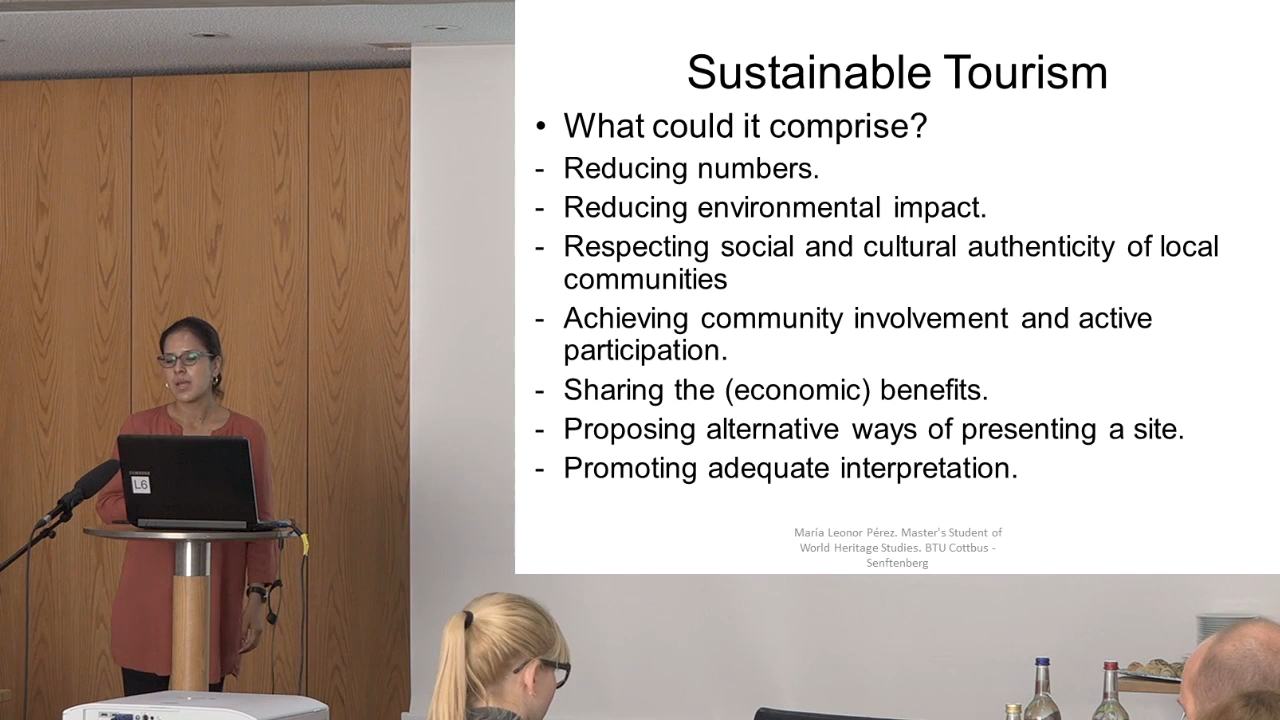 Sustainable Tourism
• What could it comprise?
- Reducing numbers.
- Reducing environmental impact.
- Respecting social and cultural authenticity of local
communities
- Achieving community involvement and active
participation.
- Sharing the (economic) benefits.
- Proposing alternative ways of presenting a site.
- Promoting adequate interpretation.
María Leonor Pérez. Master's Student of
World Heritage Studies. BTU Cottbus -
Senftenberg
SAMSUNG
L6